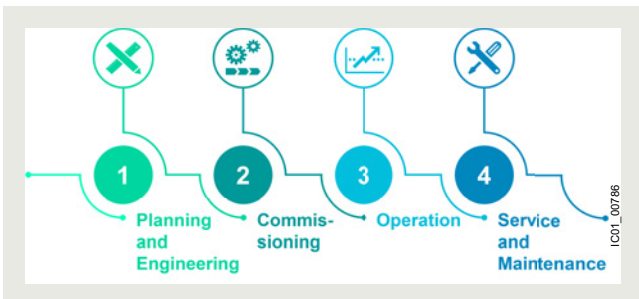 1
2
3
4
Planning
and
Engineering
Commis-
sioning
Operation
Service
and
Maintenance
IC01_00786